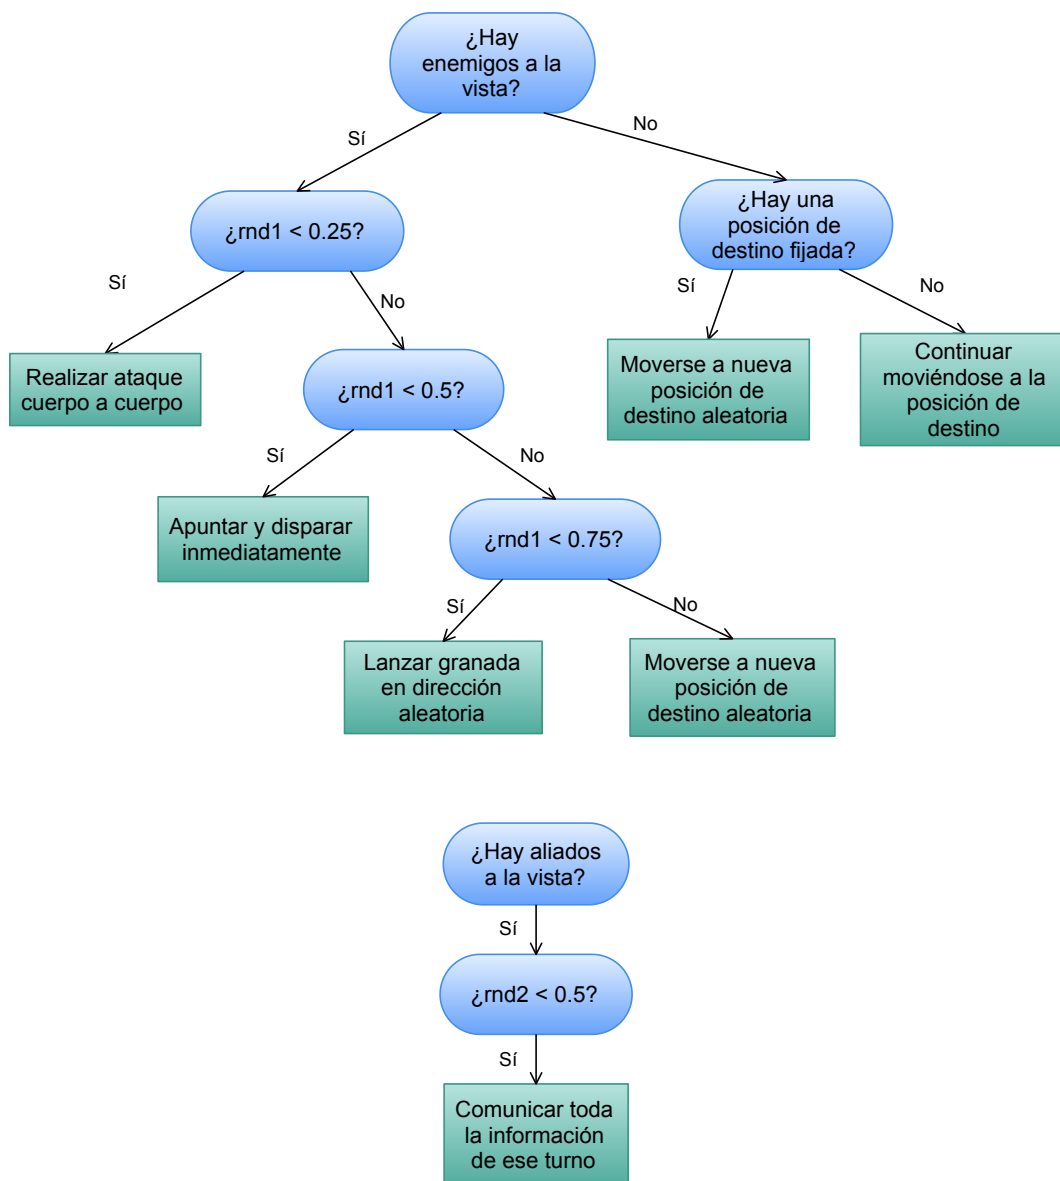 ¿Hay
enemigos a la
vista?
Sí
No
¿rnd1 < 0.25?
¿Hay una
posición de
destino fijada?
Sí
No
Sí
No
Realizar ataque
cuerpo a cuerpo
¿rnd1 < 0.5?
Moverse a nueva
posición de
destino aleatoria
Continuar
moviéndose a la
posición de
destino
Sí
No
Apuntar y disparar
inmediatamente
¿rnd1 < 0.75?
Sí
No
Lanzar granada
en dirección
aleatoria
Moverse a nueva
posición de
destino aleatoria
¿Hay aliados
a la vista?
Sí
¿rnd2 < 0.5?
Sí
Comunicar toda
la información
de ese turno